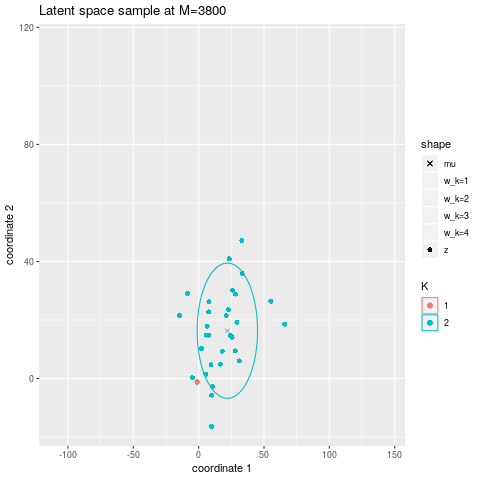 Latent space sample at M=3800
120
80
40
0
coordinate 2
-100
-50
0
50
100
150
coordinate 1
shape
mu
w_k=1
w_k=2
w_k=3
w_k=4
z
K
1
2